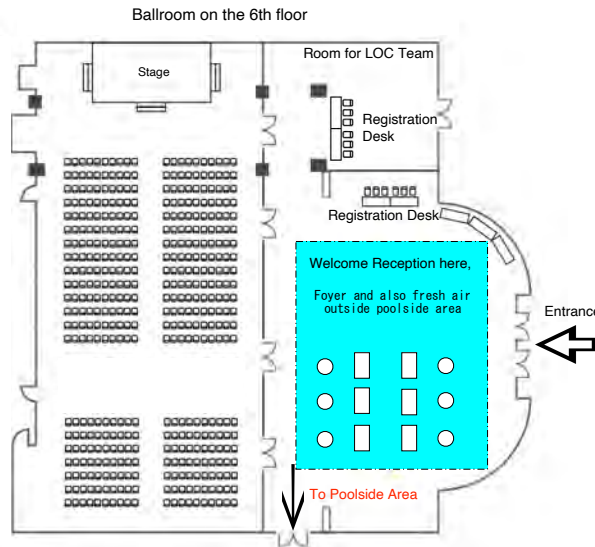 Ballroom on the 6th floor
Stage
Room for LOC Team
Registration
Desk
Registration Desk
Welcome Reception here,
Foyer and also fresh air
outside poolside area
Entrance
To Poolside Area